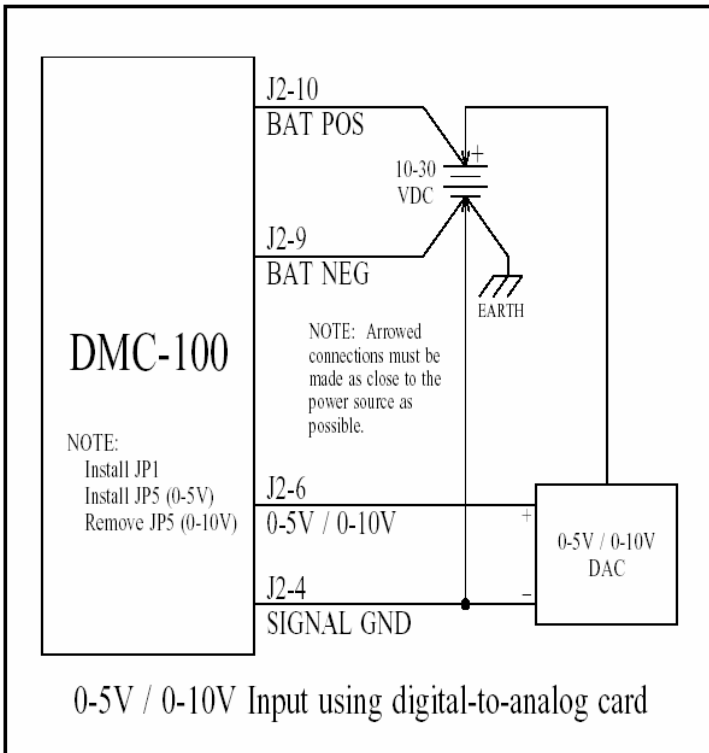 J2-10
BAT POS
+
10-30
VDC
J2-9
BAT NEG
EARTH
DMC-100
NOTE: Arrowed
connections must be
made as close to the
power source as
possible.
NOTE:
Install JP1
Install JP5 (0-5V)
Remove JP5 (0-10V)
J2-6
0-5V / 0-10V
+
0-5V / 0-10V
DAC
J2-4
SIGNAL GND
−
0-5V / 0-10V Input using digital-to-analog card